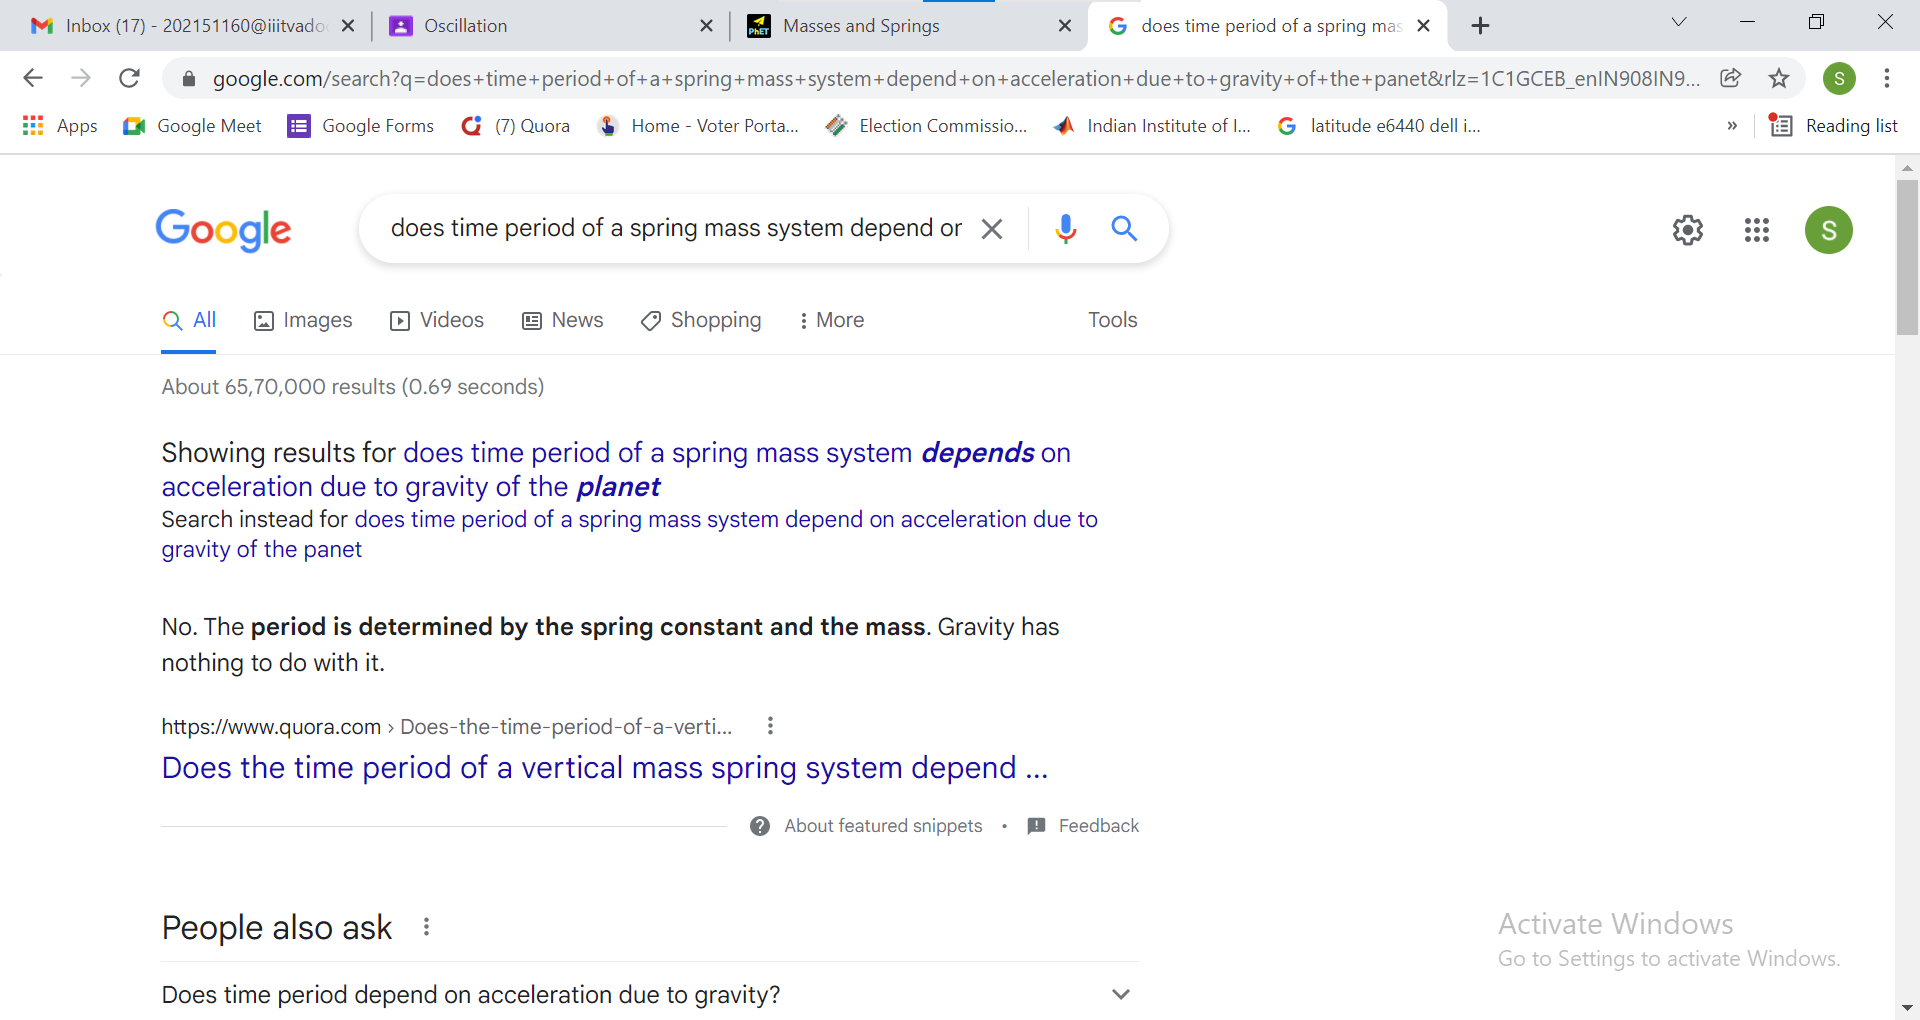 Inbox (17) - 202151160@iiitvado
Oscillation
PhET
Masses and Springs
does time period of a spring mas
google.com/search?q=does+time+period+of+a+spring+mass+system+depend+on+acceleration+due+to+gravity+of+the+panet&rlz=1C1GCEB_enIN908IN9...
S
Apps
Google Meet
Google Forms
(7) Quora
Home - Voter Porta...
Election Commissio...
Indian Institute of I...
latitude e6440 dell i...
»
Reading list
Google
does time period of a spring mass system depend or
S
All
Images
Videos
News
Shopping
More
Tools
About 65,70,000 results (0.69 seconds)
Showing results for does time period of a spring mass system depends on
acceleration due to gravity of the planet
Search instead for does time period of a spring mass system depend on acceleration due to
gravity of the panet
No. The period is determined by the spring constant and the mass. Gravity has
nothing to do with it.
https://www.quora.com › Does-the-time-period-of-a-verti...
Does the time period of a vertical mass spring system depend ...
About featured snippets • Feedback
People also ask
Does time period depend on acceleration due to gravity?
Activate Windows
Go to Settings to activate Windows.